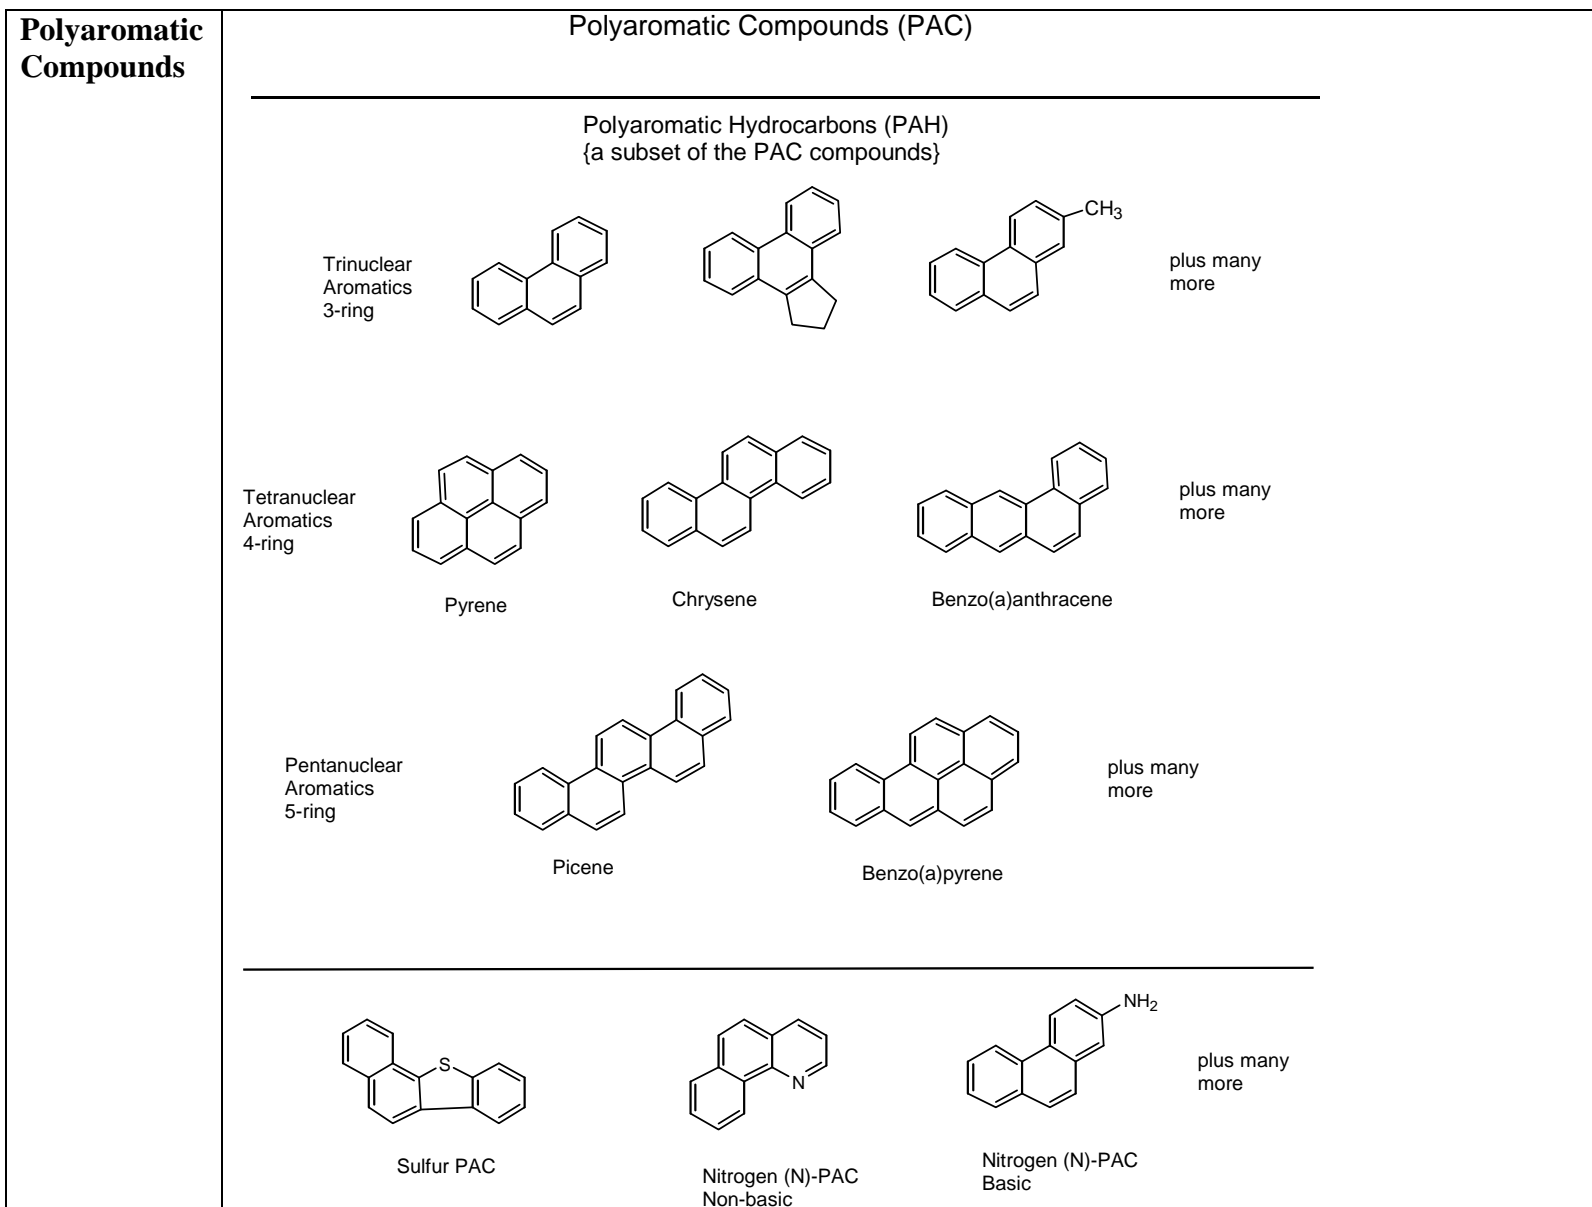 Polyaromatic
Compounds
Polyaromatic Compounds (PAC)
Polyaromatic Hydrocarbons (PAH)
{a subset of the PAC compounds}
Trinuclear
Aromatics
3-ring
CH3
plus many
more
Tetranuclear
Aromatics
4-ring
plus many
more
Pyrene
Chrysene
Benzo(a)anthracene
Pentanuclear
Aromatics
5-ring
plus many
more
Picene
Benzo(a)pyrene
S
N
NH2
plus many
more
Sulfur PAC
Nitrogen (N)-PAC
Non-basic
Nitrogen (N)-PAC
Basic